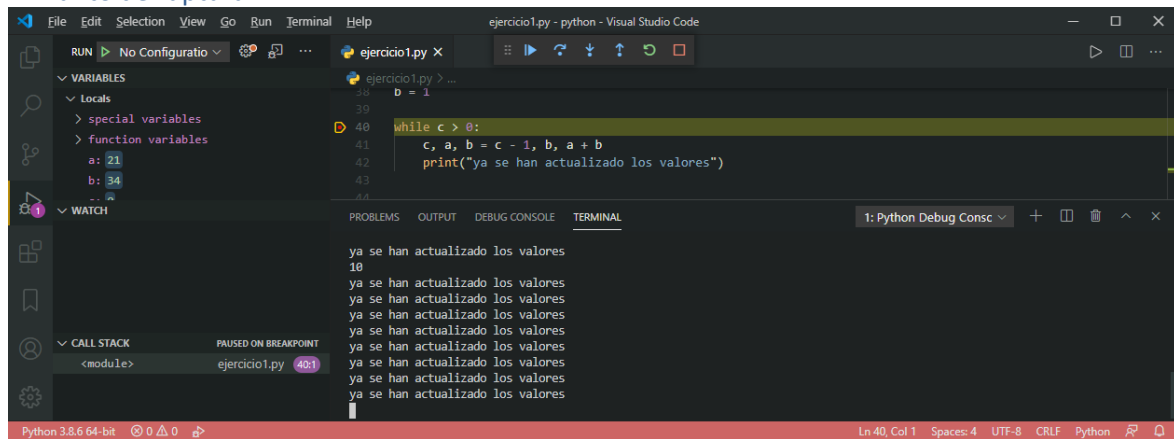 File Edit Selection View Go Run Terminal Help
ejercicio1.py - python - Visual Studio Code
RUN No Configuratio
ejercicio1.py
VARIABLES
Locals
special variables
function variables
a: 21
b: 34
WATCH
CALL STACK PAUSED ON BREAKPOINT
<module> ejercicio1.py 40:1
1
ejercicio1.py > ...
38 b = 1
39
40 while c > 0:
41 c, a, b = c - 1, b, a + b
42 print("ya se han actualizado los valores")
43
44
PROBLEMS OUTPUT DEBUG CONSOLE TERMINAL
1: Python Debug Consc
ya se han actualizado los valores
10
ya se han actualizado los valores
ya se han actualizado los valores
ya se han actualizado los valores
ya se han actualizado los valores
ya se han actualizado los valores
ya se han actualizado los valores
ya se han actualizado los valores
ya se han actualizado los valores
Python 3.8.6 64-bit 0 0
Ln 40, Col 1 Spaces: 4 UTF-8 CRLF Python